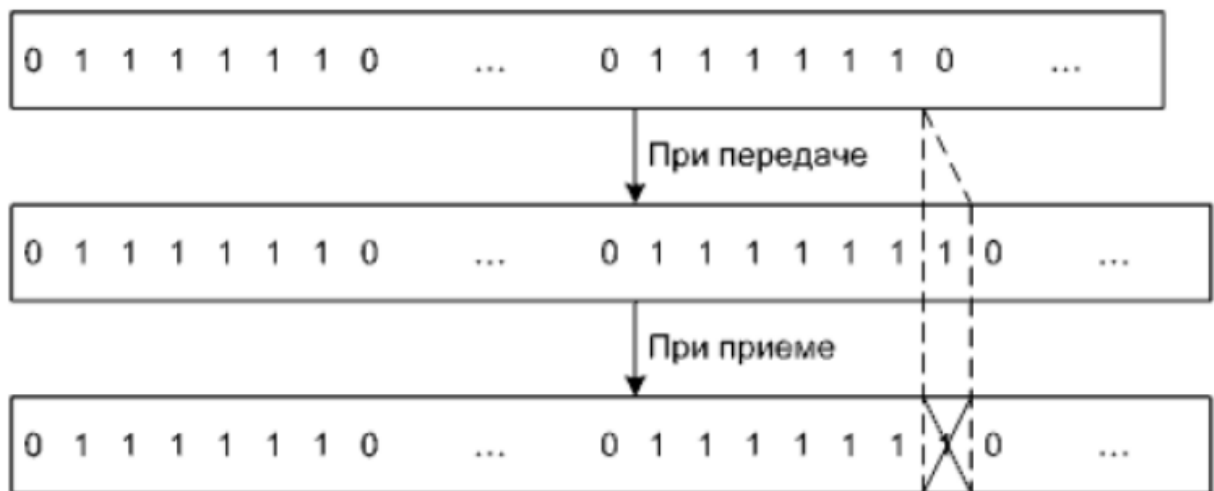 0 1 1 1 1 1 1 0 ... 0 1 1 1 1 1 1 0 ...
При передаче
0 1 1 1 1 1 1 0 ... 0 1 1 1 1 1 1 1 0 ...
При приеме
0 1 1 1 1 1 1 0 ... 0 1 1 1 1 1 1 1 0 ...